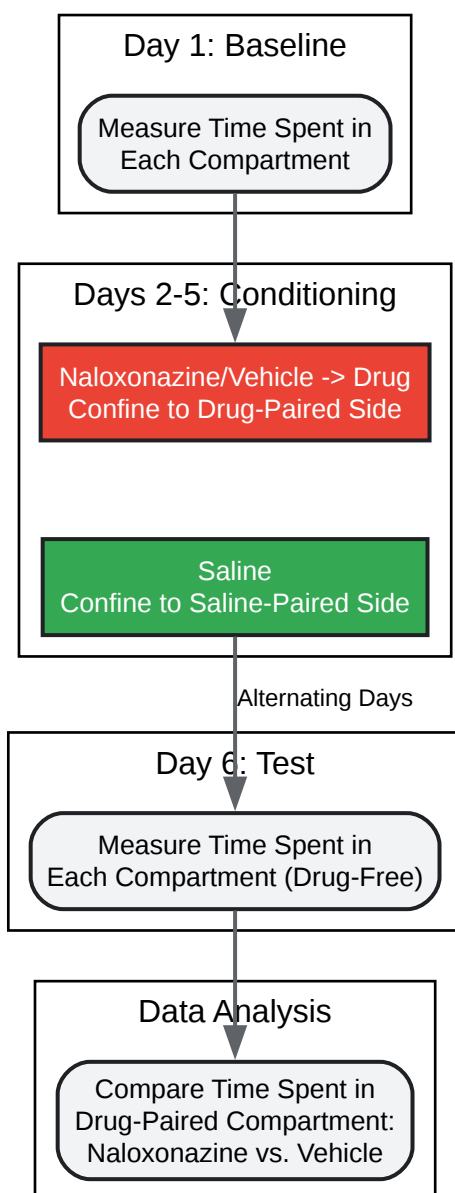 Day 1: Baseline
Measure Time Spent in
Each Compartment
Days 2-5: Conditioning
Naloxonazine/Vehicle -> Drug
Confine to Drug-Paired Side
Saline
Confine to Saline-Paired Side
Alternating Days
Day 6: Test
Measure Time Spent in
Each Compartment (Drug-Free)
Data Analysis
Compare Time Spent in
Drug-Paired Compartment:
Naloxonazine vs. Vehicle